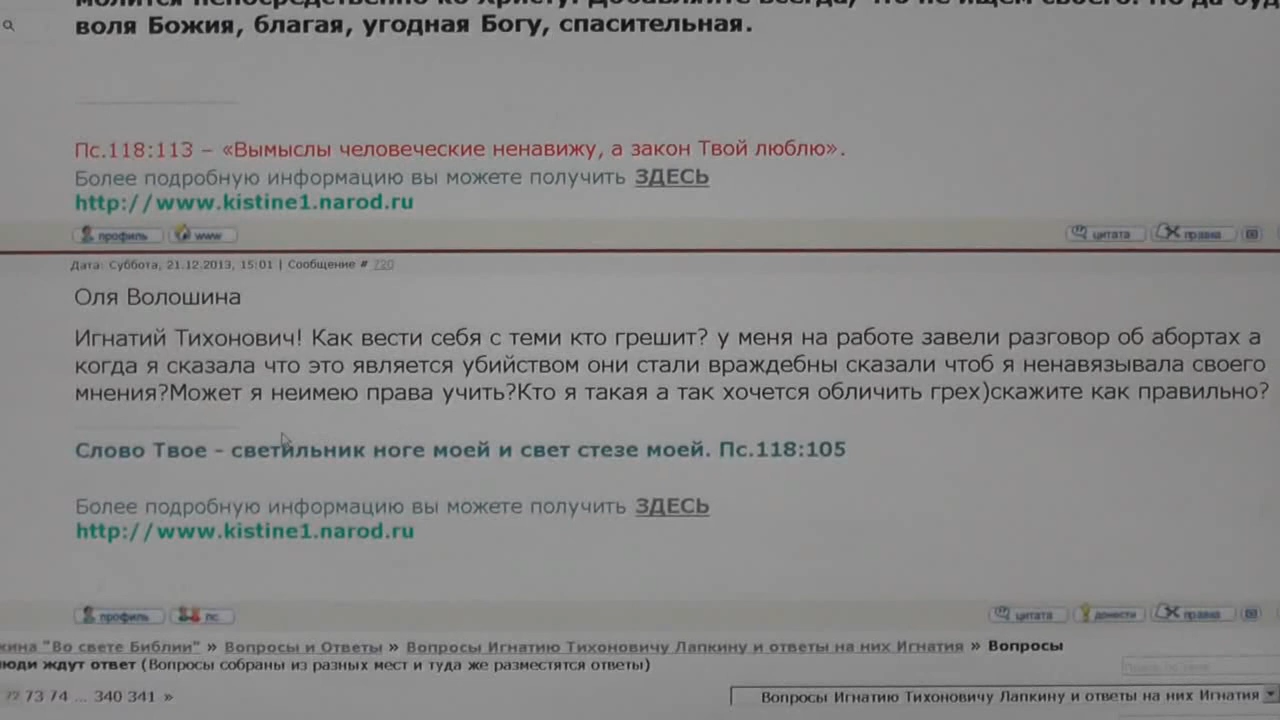 воля Божия, благая, угодная Богу, спасительная.
Пс.118:113 – «Вымыслы человеческие ненавижу, а закон Твой люблю».
Более подробную информацию вы можете получить ЗДЕСЬ
http://www.kistine1.narod.ru
профиль www цитата правка
Дата: Суббота, 21.12.2013, 15:01 | Сообщение # 720
Оля Волошина
Игнатий Тихонович! Как вести себя с теми кто грешит? у меня на работе завели разговор об абортах а
когда я сказала что это является убийством они стали враждебны сказали чтоб я ненавязывала своего
мнения?Может я неимею права учить?Кто я такая а так хочется обличить грех)скажите как правильно?
Слово Твое - светильник ноге моей и свет стезе моей. Пс.118:105
Более подробную информацию вы можете получить ЗДЕСЬ
http://www.kistine1.narod.ru
профиль лс цитата донести правка
кина "Во свете Библии" » Вопросы и Ответы » Вопросы Игнатию Тихоновичу Лапкину и ответы на них Игнатия » Вопросы
юди ждут ответ (Вопросы собраны из разных мест и туда же разместятся ответы)
72 73 74 ... 340 341 » Вопросы Игнатию Тихоновичу Лапкину и ответы на них Игнатия